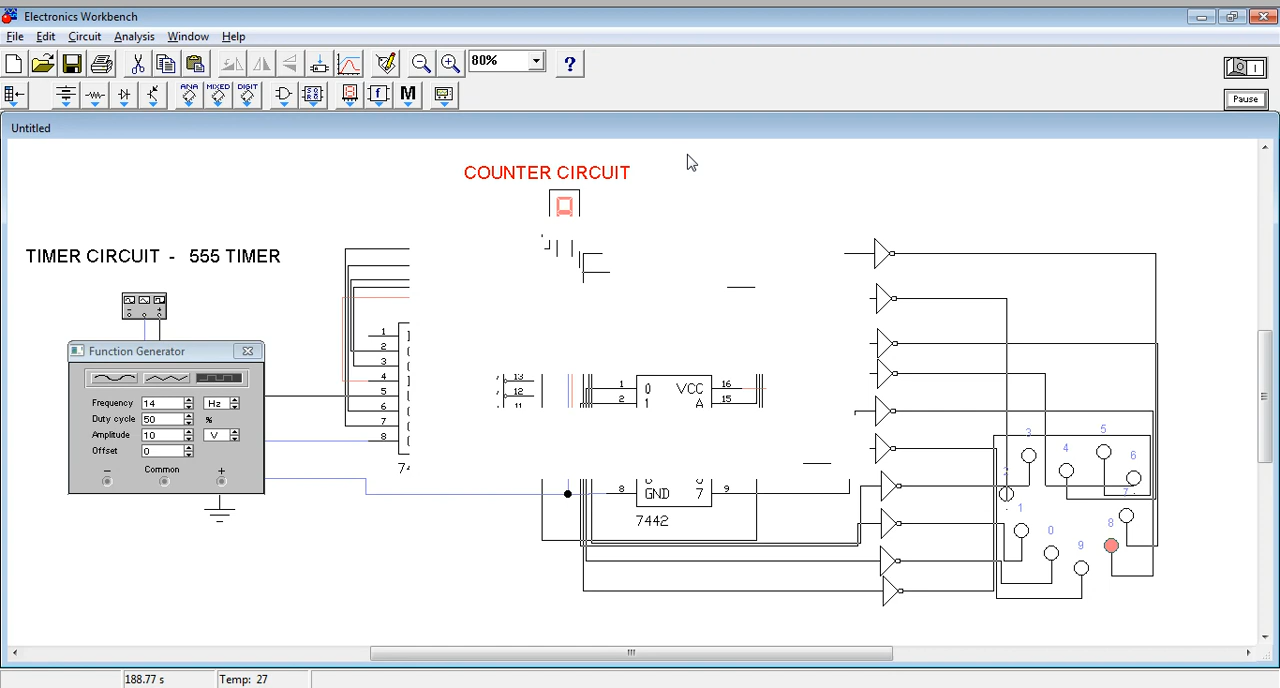 Electronics Workbench
File Edit Circuit Analysis Window Help
80%
?
ANA MIXED DIGIT
f M
Pause
Untitled
COUNTER CIRCUIT
TIMER CIRCUIT - 555 TIMER
Function Generator
Frequency 14 Hz
Duty cycle 50 %
Amplitude 10 V
Offset 0
- Common +
1
2
3
4
5
6
7
8
13
12
11
1 0 VCC 16
2 1 A 15
8 GND 7 9
7442
3
5
4
6
2
7
1
8
0
9
188.77 s Temp: 27